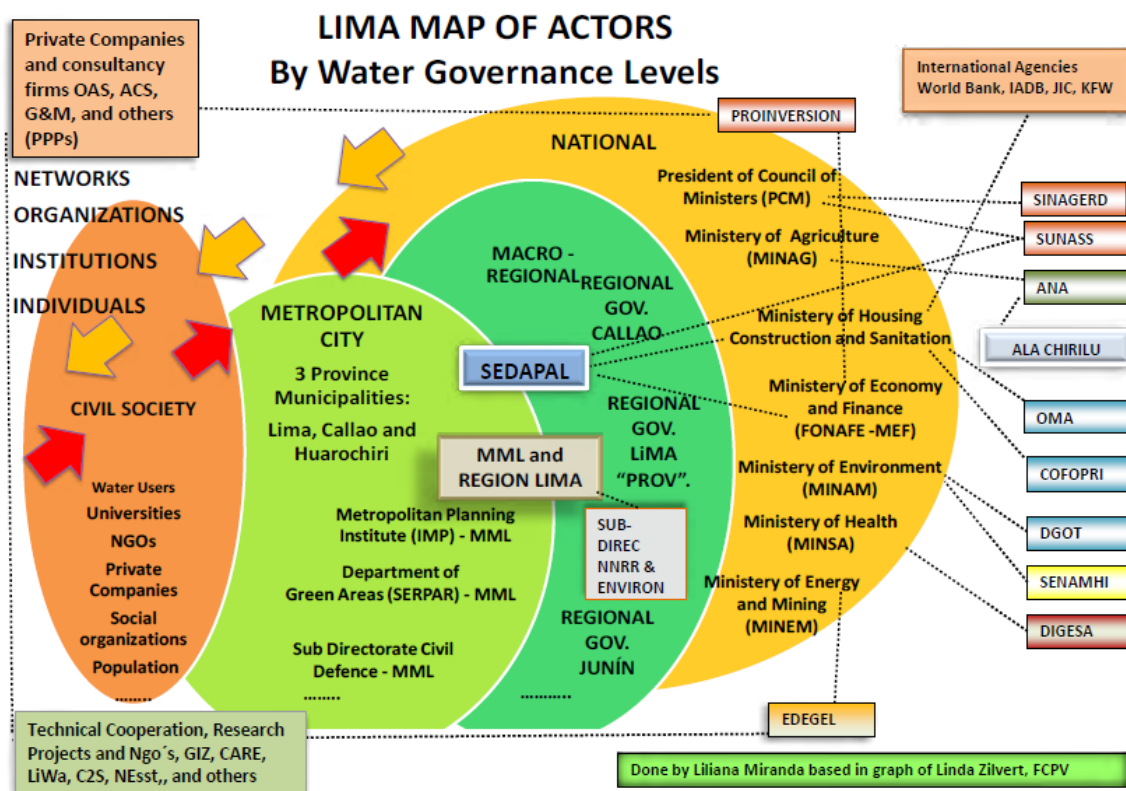 LIMA MAP OF ACTORS
By Water Governance Levels
Private Companies
and consultancy
firms OAS, ACS,
G&M, and others
(PPPs)
International Agencies
World Bank, IADB, JIC, KFW
PROINVERSION
NETWORKS
ORGANIZATIONS
INSTITUTIONS
INDIVIDUALS
CIVIL SOCIETY
Water Users
Universities
NGOs
Private
Companies
Social
organizations
Population
........
METROPOLITAN
CITY
3 Province
Municipalities:
Lima, Callao and
Huarochiri
Metropolitan Planning
Institute (IMP) - MML
Department of
Green Areas (SERPAR) - MML
Sub Directorate Civil
Defence - MML
........
MACRO -
REGIONAL
REGIONAL
GOV.
CALLAO
SEDAPAL
REGIONAL
GOV.
LiMA
“PROV”.
MML and
REGION LIMA
SUB-
DIREC
NNRR &
ENVIRON
REGIONAL
GOV.
JUNÍN
...........
NATIONAL
President of Council of
Ministers (PCM)
Ministry of Agriculture
(MINAG)
Ministry of Housing
Construction and Sanitation
Ministry of Economy
and Finance
(FONAFE -MEF)
Ministry of Environment
(MINAM)
Ministry of Health
(MINSA)
Ministry of Energy
and Mining
(MINEM)
SINAGERD
SUNASS
ANA
ALA CHIRILU
OMA
COFOPRI
DGOT
SENAMHI
DIGESA
EDEGEL
Technical Cooperation, Research
Projects and Ngo´s, GIZ, CARE,
LiWa, C2S, NEsst,, and others
Done by Liliana Miranda based in graph of Linda Zilvert, FCPV